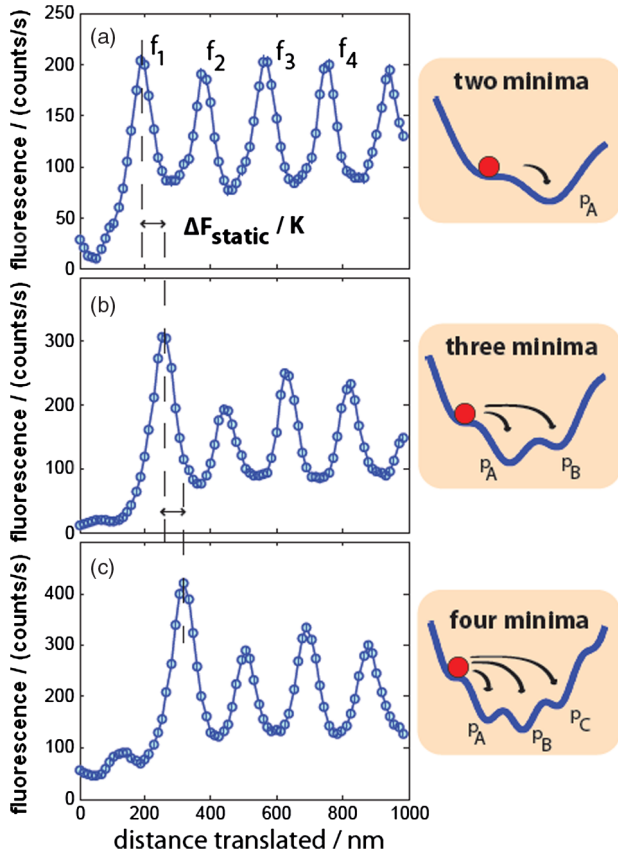 (a)
f1 f2 f3 f4
ΔFstatic / K
250
200
150
100
50
0
fluorescence / (counts/s)
two minima
pA
(b)
300
200
100
0
fluorescence / (counts/s)
three minima
pA pB
(c)
400
300
200
100
0
fluorescence / (counts/s)
0 200 400 600 800 1000
distance translated / nm
four minima
pA pB pC